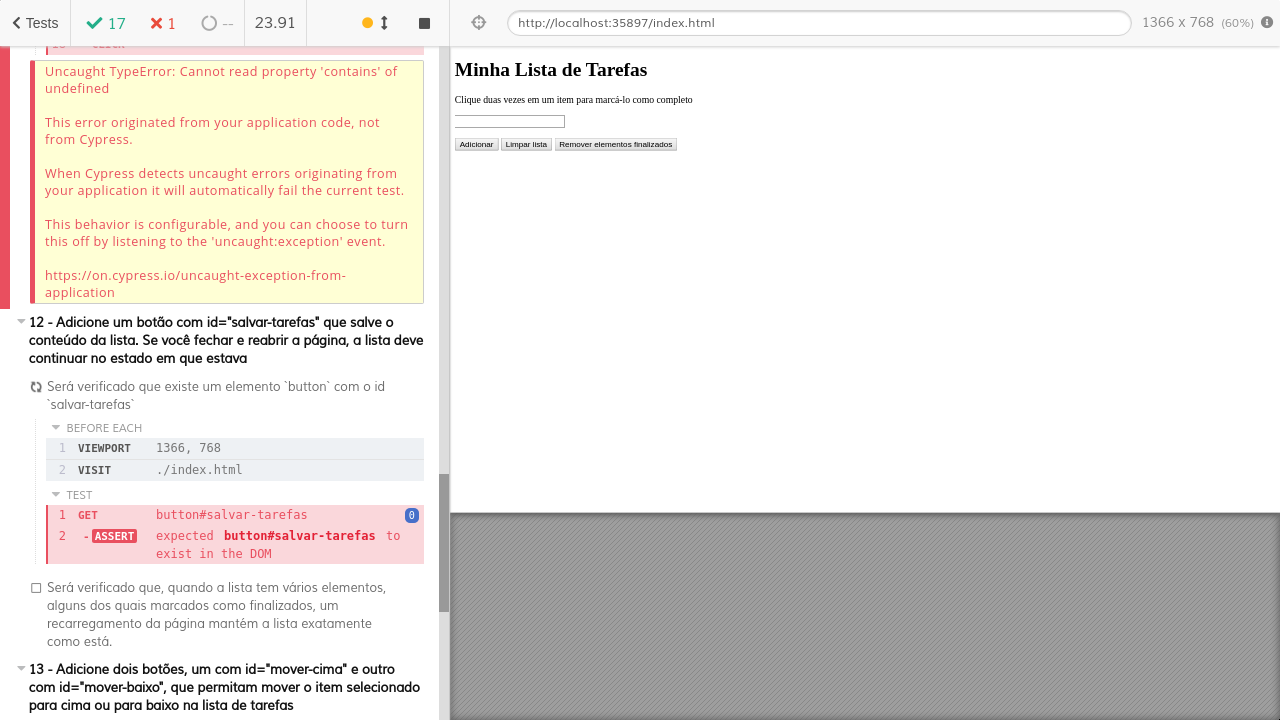 Tests
17
1
--
23.91
http://localhost:35897/index.html
1366 x 768 (60%)
Uncaught TypeError: Cannot read property 'contains' of
undefined
This error originated from your application code, not
from Cypress.
When Cypress detects uncaught errors originating from
your application it will automatically fail the current test.
This behavior is configurable, and you can choose to turn
this off by listening to the 'uncaught:exception' event.
https://on.cypress.io/uncaught-exception-from-
application
12 - Adicione um botão com id="salvar-tarefas" que salve o
conteúdo da lista. Se você fechar e reabrir a página, a lista deve
continuar no estado em que estava
Será verificado que existe um elemento `button` com o id
`salvar-tarefas`
BEFORE EACH
1 VIEWPORT 1366, 768
2 VISIT ./index.html
TEST
1 GET button#salvar-tarefas 0
2 - ASSERT expected button#salvar-tarefas to
exist in the DOM
Será verificado que, quando a lista tem vários elementos,
alguns dos quais marcados como finalizados, um
recarregamento da página mantém a lista exatamente
como está.
13 - Adicione dois botões, um com id="mover-cima" e outro
com id="mover-baixo", que permitam mover o item selecionado
para cima ou para baixo na lista de tarefas
Minha Lista de Tarefas
Clique duas vezes em um item para marcá-lo como completo
Adicionar Limpar lista Remover elementos finalizados